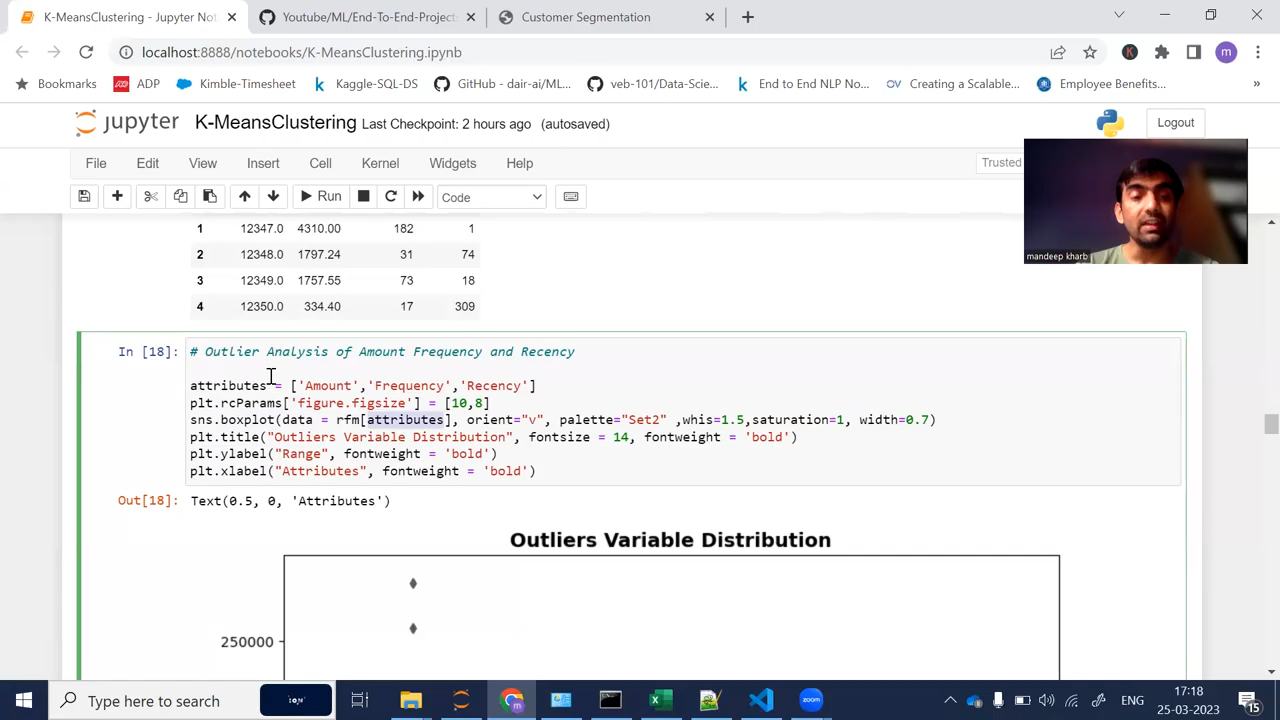 K-MeansClustering - Jupyter Not
Youtube/ML/End-To-End-Projects
Customer Segmentation
localhost:8888/notebooks/K-MeansClustering.ipynb
K
m
Bookmarks
ADP
Kimble-Timesheet
k Kaggle-SQL-DS
GitHub - dair-ai/ML...
veb-101/Data-Scie...
k End to End NLP No...
OV Creating a Scalable...
Employee Benefits...
»
jupyter
K-MeansClustering Last Checkpoint: 2 hours ago (autosaved)
Logout
File Edit View Insert Cell Kernel Widgets Help
Trusted
Run
Code
mandeep kharb
1 12347.0 4310.00 182 1
2 12348.0 1797.24 31 74
3 12349.0 1757.55 73 18
4 12350.0 334.40 17 309
In [18]: # Outlier Analysis of Amount Frequency and Recency
attributes = ['Amount','Frequency','Recency']
plt.rcParams['figure.figsize'] = [10,8]
sns.boxplot(data = rfm[attributes], orient="v", palette="Set2" ,whis=1.5,saturation=1, width=0.7)
plt.title("Outliers Variable Distribution", fontsize = 14, fontweight = 'bold')
plt.ylabel("Range", fontweight = 'bold')
plt.xlabel("Attributes", fontweight = 'bold')
Out[18]: Text(0.5, 0, 'Attributes')
Outliers Variable Distribution
250000
Type here to search
m
zoom
ENG
17:18
25-03-2023
15